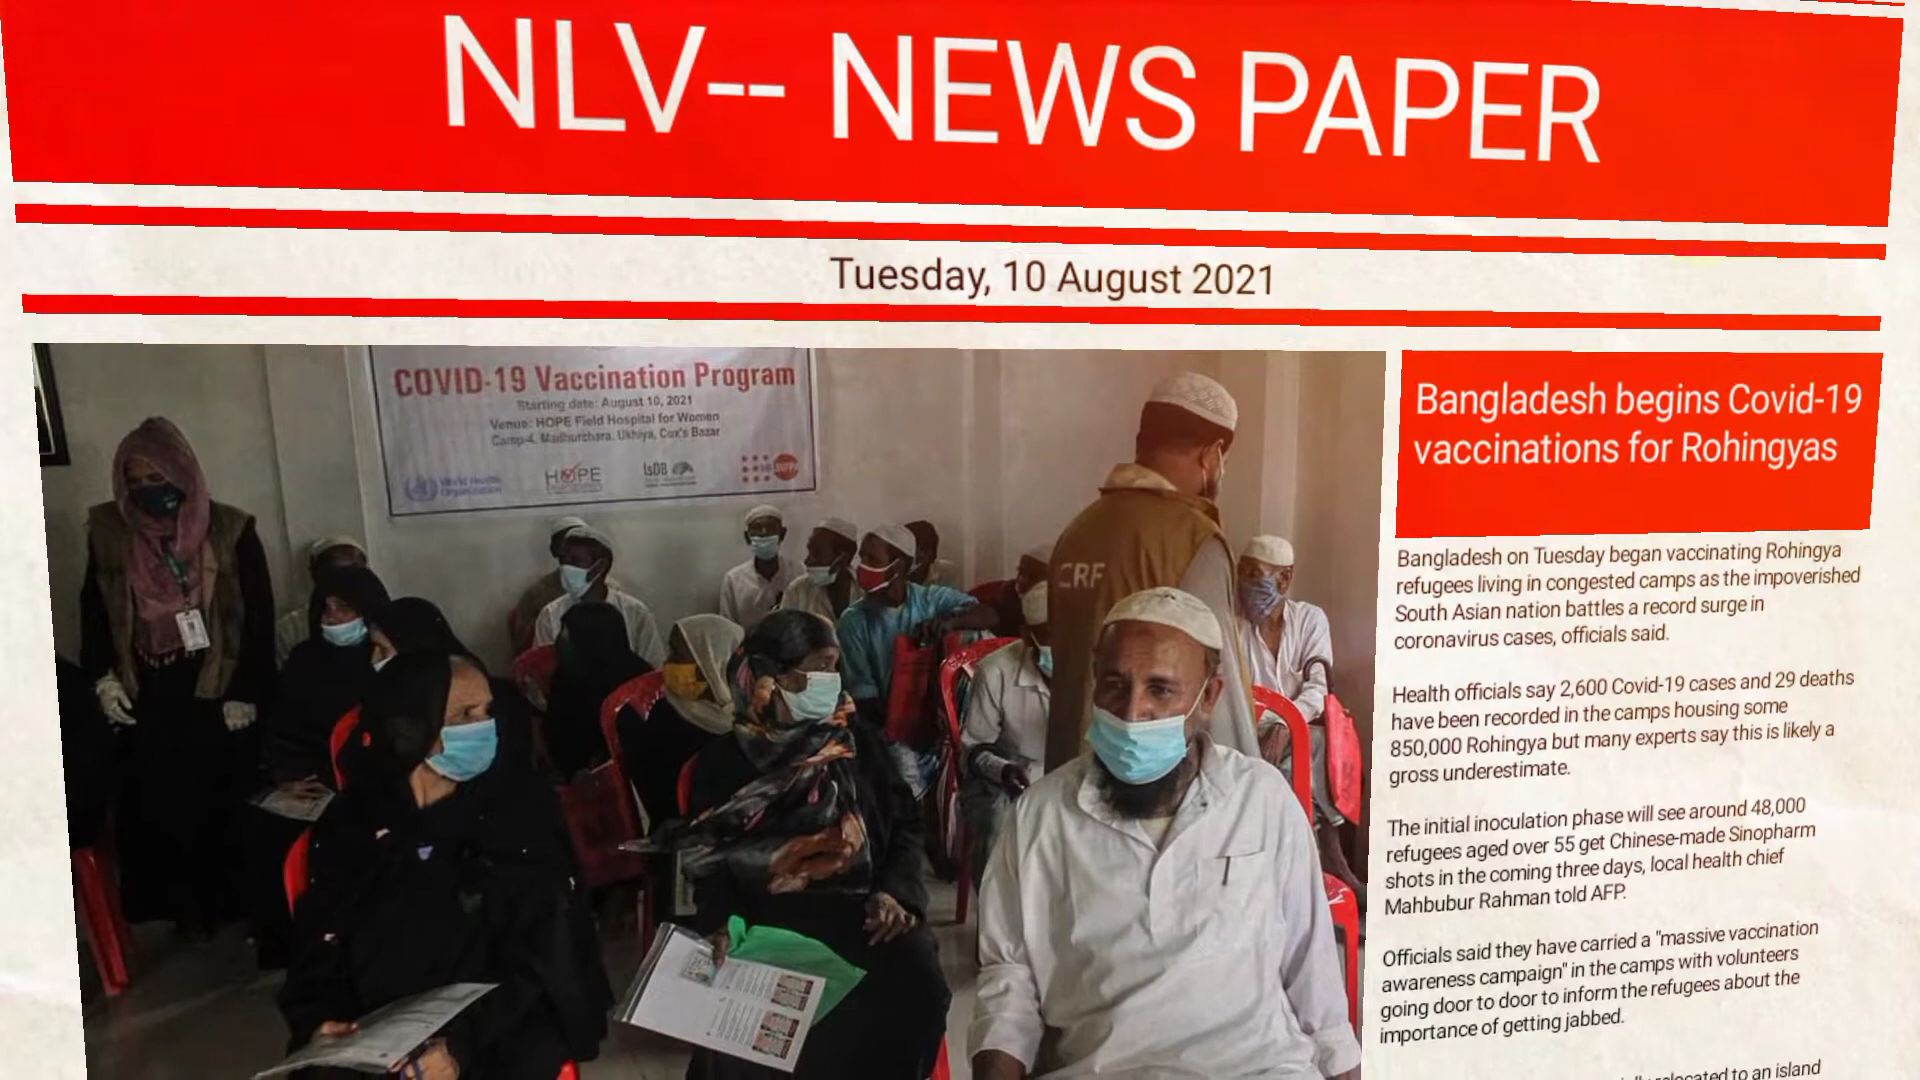 NLV-- NEWS PAPER
Tuesday, 10 August 2021
COVID-19 Vaccination Program
Starting date: August 10, 2021
Venue: HOPE Field Hospital for Women
Camp-4, Madhurchara, Ukhiya, Cox's Bazar
World Health
Organization
HOPE
IsDB
UNFPA
CRF
Bangladesh begins Covid-19
vaccinations for Rohingyas
Bangladesh on Tuesday began vaccinating Rohingya
refugees living in congested camps as the impoverished
South Asian nation battles a record surge in
coronavirus cases, officials said.
Health officials say 2,600 Covid-19 cases and 29 deaths
have been recorded in the camps housing some
850,000 Rohingya but many experts say this is likely a
gross underestimate.
The initial inoculation phase will see around 48,000
refugees aged over 55 get Chinese-made Sinopharm
shots in the coming three days, local health chief
Mahbubur Rahman told AFP.
Officials said they have carried a "massive vaccination
awareness campaign" in the camps with volunteers
going door to door to inform the refugees about the
importance of getting jabbed.
relocated to an island